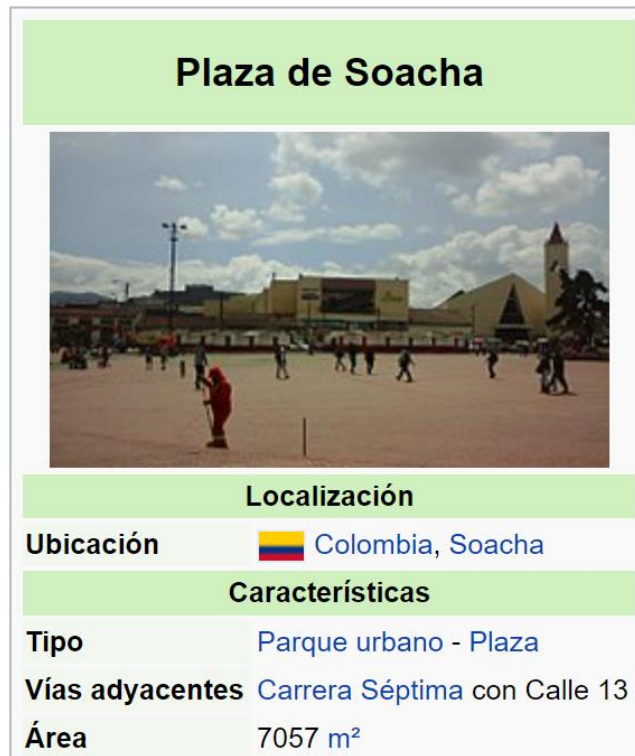 Plaza de Soacha
Localización
Ubicación Colombia, Soacha
Características
Tipo Parque urbano - Plaza
Vías adyacentes Carrera Séptima con Calle 13
Área 7057 m²